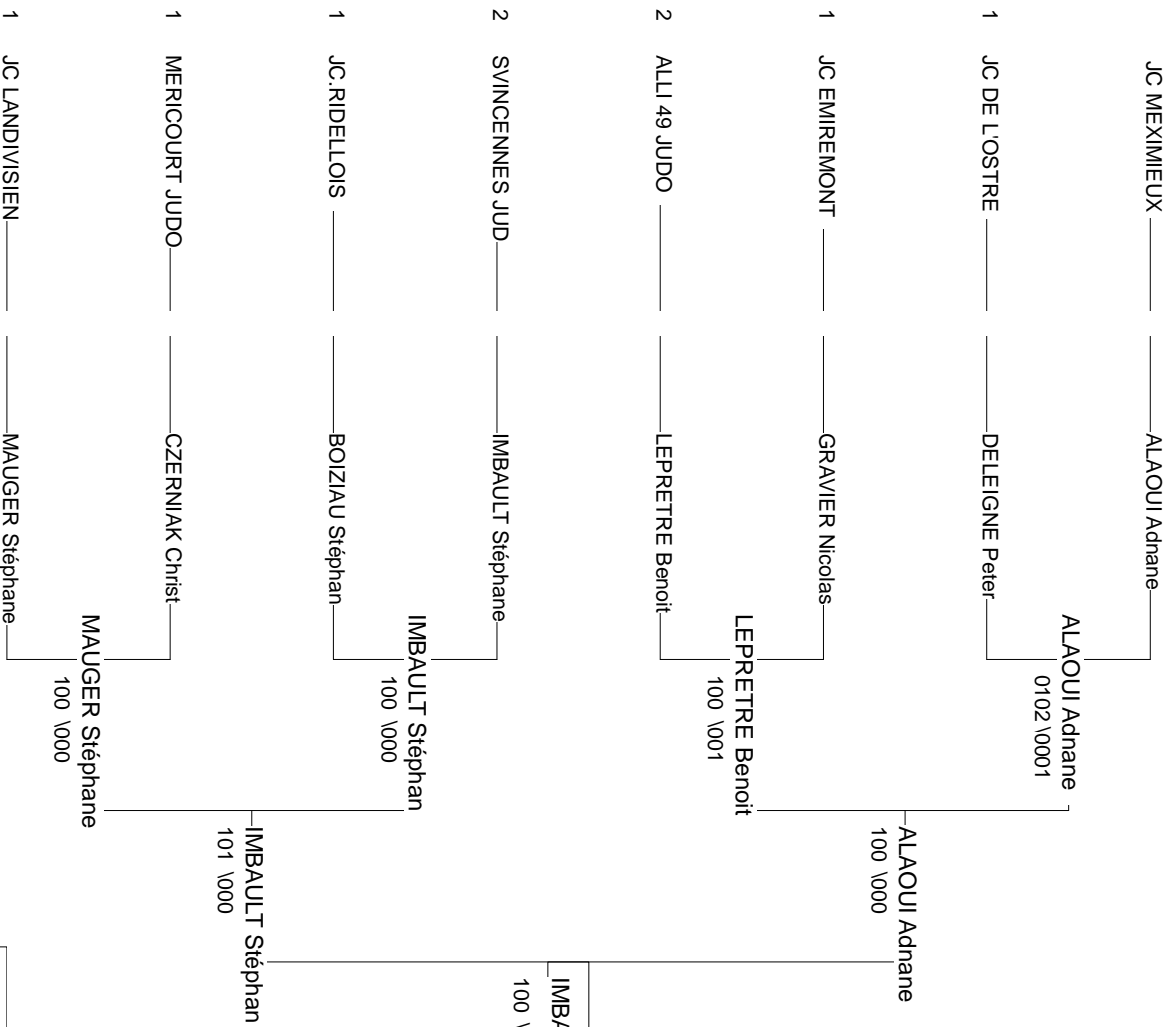 JC MEXIMIEUX
ALAOUI Adnane
1 JC DE L'OSTRE
DELEIGNE Peter
ALAOUI Adnane
0102 \0001
1 JC EMIREMONT
GRAVIER Nicolas
2 ALLI 49 JUDO
LEPRETRE Benoit
LEPRETRE Benoit
100 \001
ALAOUI Adnane
100 \000
2 SVINCENNES JUD
IMBAULT Stéphane
1 JC.RIDELLOIS
BOIZIAU Stéphan
IMBAULT Stéphan
100 \000
1 MERICOURT JUDO
CZERNIAK Christ
1 JC LANDIVISIEN
MAUGER Stéphane
MAUGER Stéphane
100 \000
IMBAULT Stéphan
101 \000
IMBA
100 \